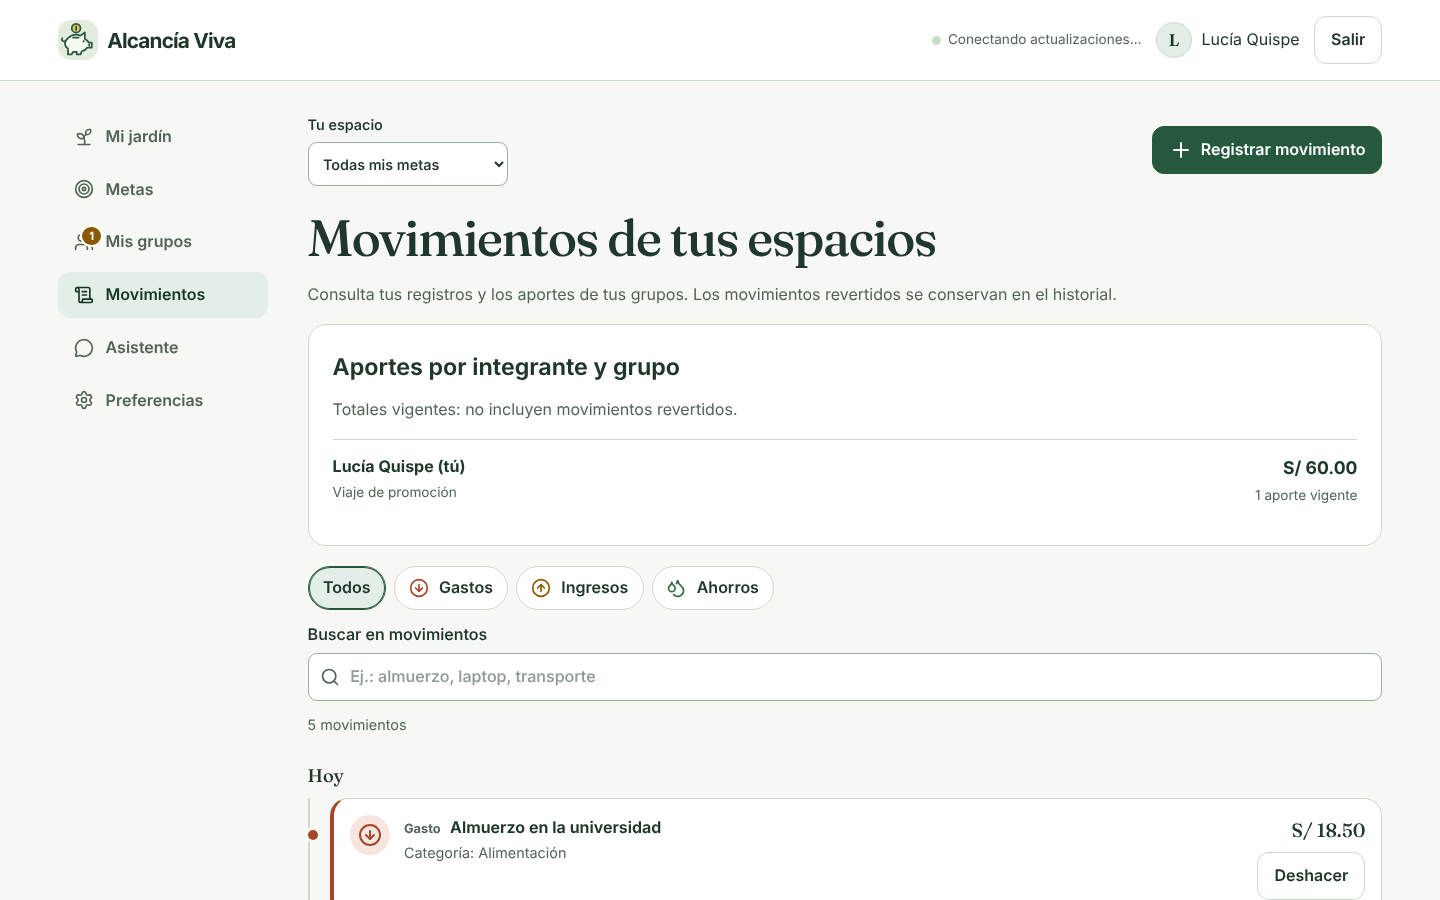 Alcancía Viva
Conectando actualizaciones...
L
Lucía Quispe
Salir
Mi jardín
Metas
1
Mis grupos
Movimientos
Asistente
Preferencias
Tu espacio
Todas mis metas
Registrar movimiento
Movimientos de tus espacios
Consulta tus registros y los aportes de tus grupos. Los movimientos revertidos se conservan en el historial.
Aportes por integrante y grupo
Totales vigentes: no incluyen movimientos revertidos.
Lucía Quispe (tú)
S/ 60.00
Viaje de promoción
1 aporte vigente
Todos
Gastos
Ingresos
Ahorros
Buscar en movimientos
Ej.: almuerzo, laptop, transporte
5 movimientos
Hoy
Gasto Almuerzo en la universidad
S/ 18.50
Categoría: Alimentación
Deshacer